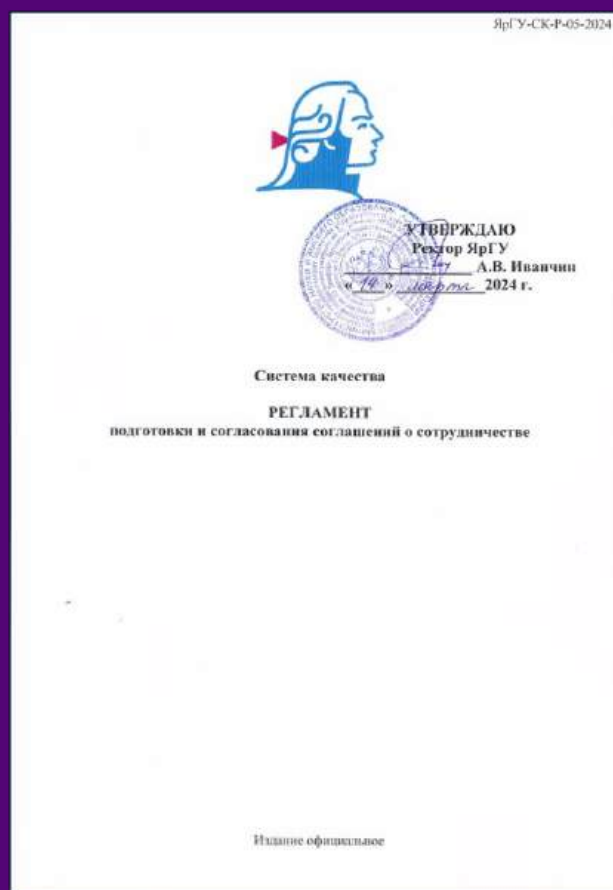 ЯрГУ-СК-Р-05-2024
УТВЕРЖДАЮ
Ректор ЯрГУ
А.В. Иванчин
« » марта 2024 г.
Система качества
РЕГЛАМЕНТ
подготовки и согласования соглашений о сотрудничестве
Издание официальное